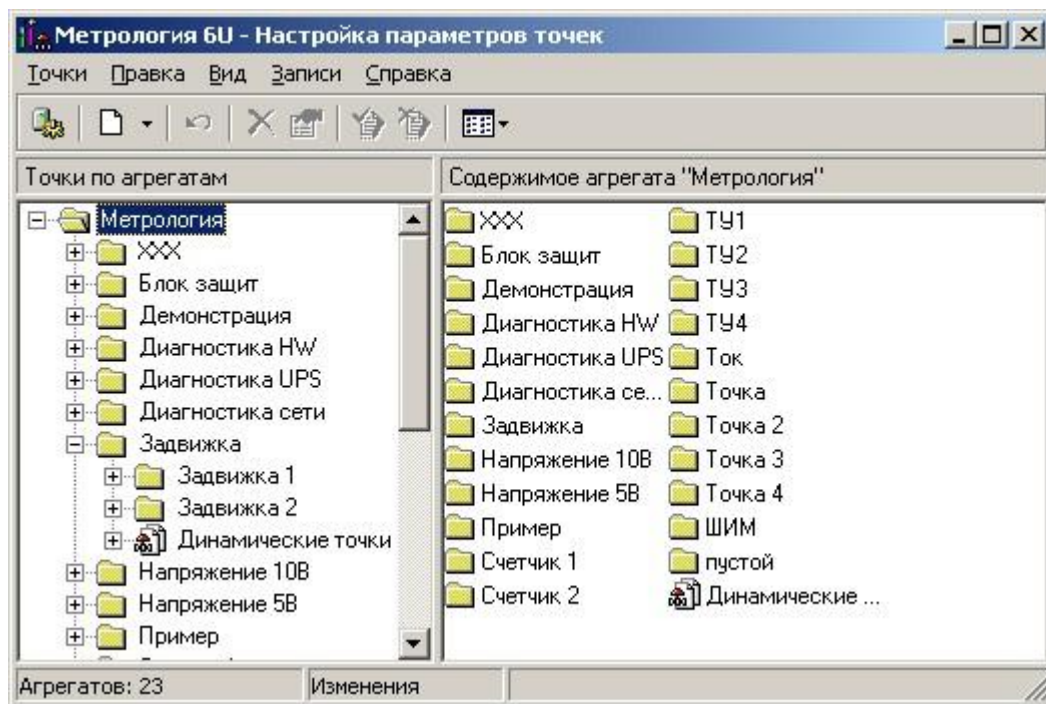 Метрология 6U - Настройка параметров точек
Точки Правка Вид Записи Справка
Точки по агрегатам
Содержимое агрегата "Метрология"
Метрология
XXX
Блок защит
Демонстрация
Диагностика HW
Диагностика UPS
Диагностика сети
Задвижка
Задвижка 1
Задвижка 2
Динамические точки
Напряжение 10В
Напряжение 5В
Пример
XXX
Блок защит
Демонстрация
Диагностика HW
Диагностика UPS
Диагностика се...
Задвижка
Напряжение 10В
Напряжение 5В
Пример
Счетчик 1
Счетчик 2
ТУ1
ТУ2
ТУ3
ТУ4
Ток
Точка
Точка 2
Точка 3
Точка 4
ШИМ
пустой
Динамические ...
Агрегатов: 23
Изменения